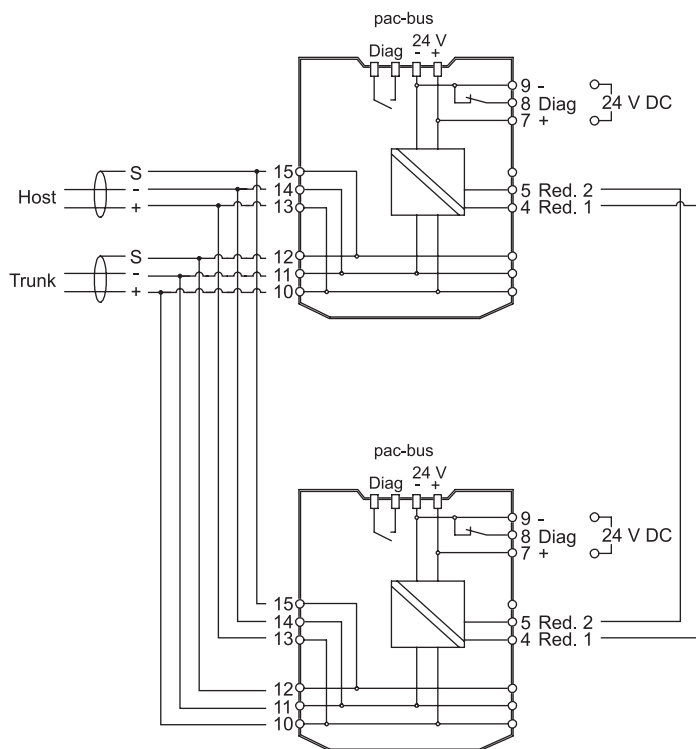 pac-bus
24 V
Diag - +
9 -
8 Diag
7 +
24 V DC
S
-
+
Host
15
14
13
5 Red. 2
4 Red. 1
S
-
+
Trunk
12
11
10
pac-bus
24 V
Diag - +
9 -
8 Diag
7 +
24 V DC
15
14
13
5 Red. 2
4 Red. 1
12
11
10